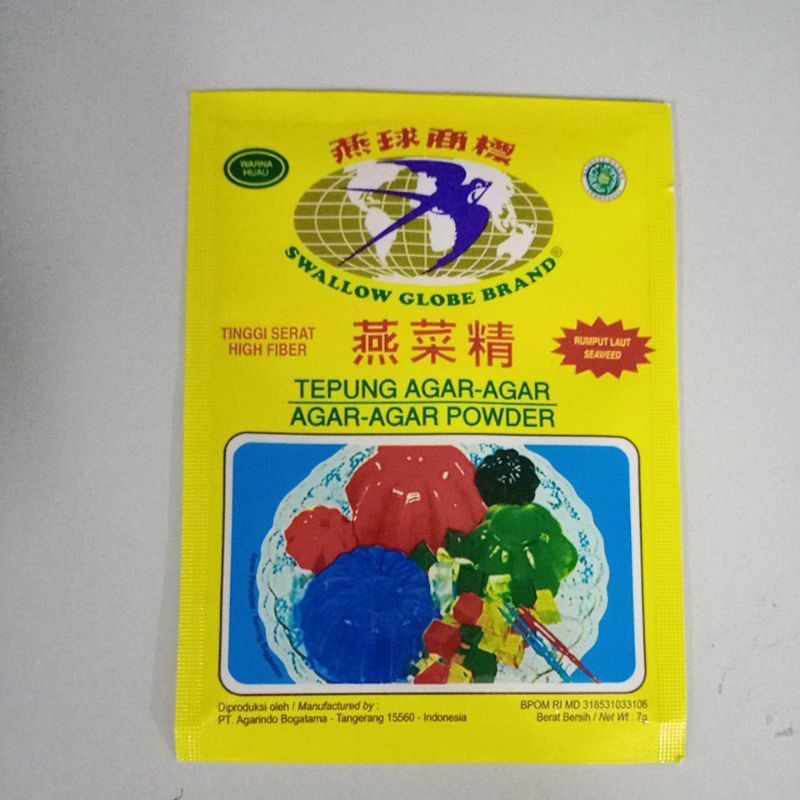 燕球商標
WARNA
HIJAU
SWALLOW GLOBE BRAND®
TINGGI SERAT
HIGH FIBER
燕菜精
RUMPUT LAUT
SEAWEED
TEPUNG AGAR-AGAR
AGAR-AGAR POWDER
Diproduksi oleh / Manufactured by :
PT. Agarindo Bogatama - Tangerang 15560 - Indonesia
BPOM RI MD 318531033106
Berat Bersih / Net Wt : 7g